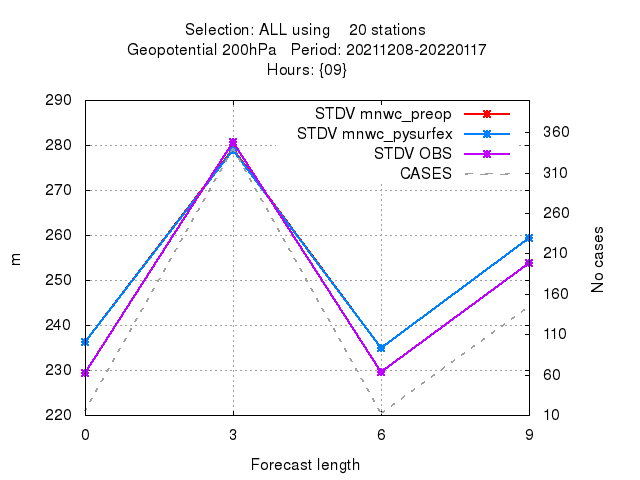 Selection: ALL using    20 stations
Geopotential 200hPa   Period: 20211208-20220117
Hours: {09}
290
280
270
260
250
240
230
220
m
STDV mnwc_preop
STDV mnwc_pysurfex
STDV OBS
CASES
360
310
260
210
160
110
60
10
No cases
0
3
6
9
Forecast length